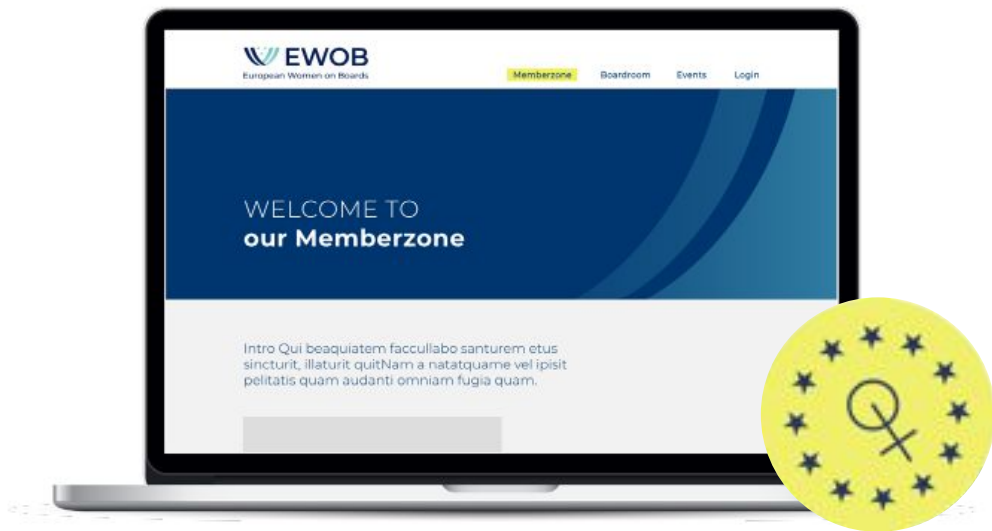 EWOB
European Women on Boards
Memberzone Boardroom Events Login
WELCOME TO
our Memberzone
Intro Qui beaquiatem faccullabo santurem etus
sincturit, illaturit quitNam a natatquame vel ipisit
pelitatis quam audanti omniam fugia quam.